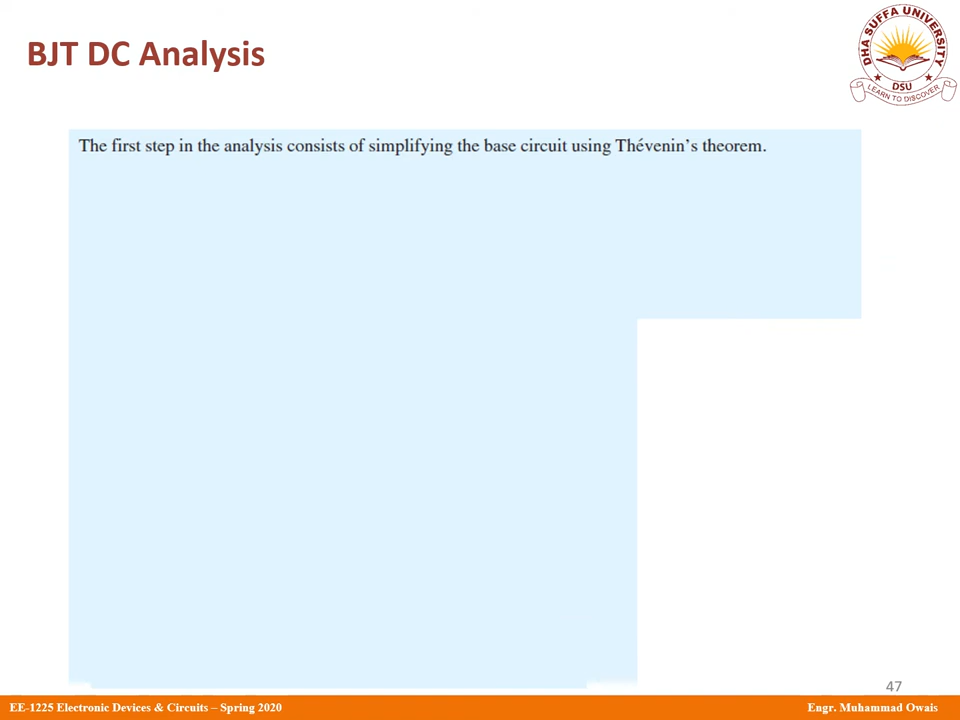 BJT DC Analysis
DHA SUFFA UNIVERSITY
DSU
LEARN TO DISCOVER
The first step in the analysis consists of simplifying the base circuit using Thévenin's theorem.
47
EE-1225 Electronic Devices & Circuits – Spring 2020
Engr. Muhammad Owais